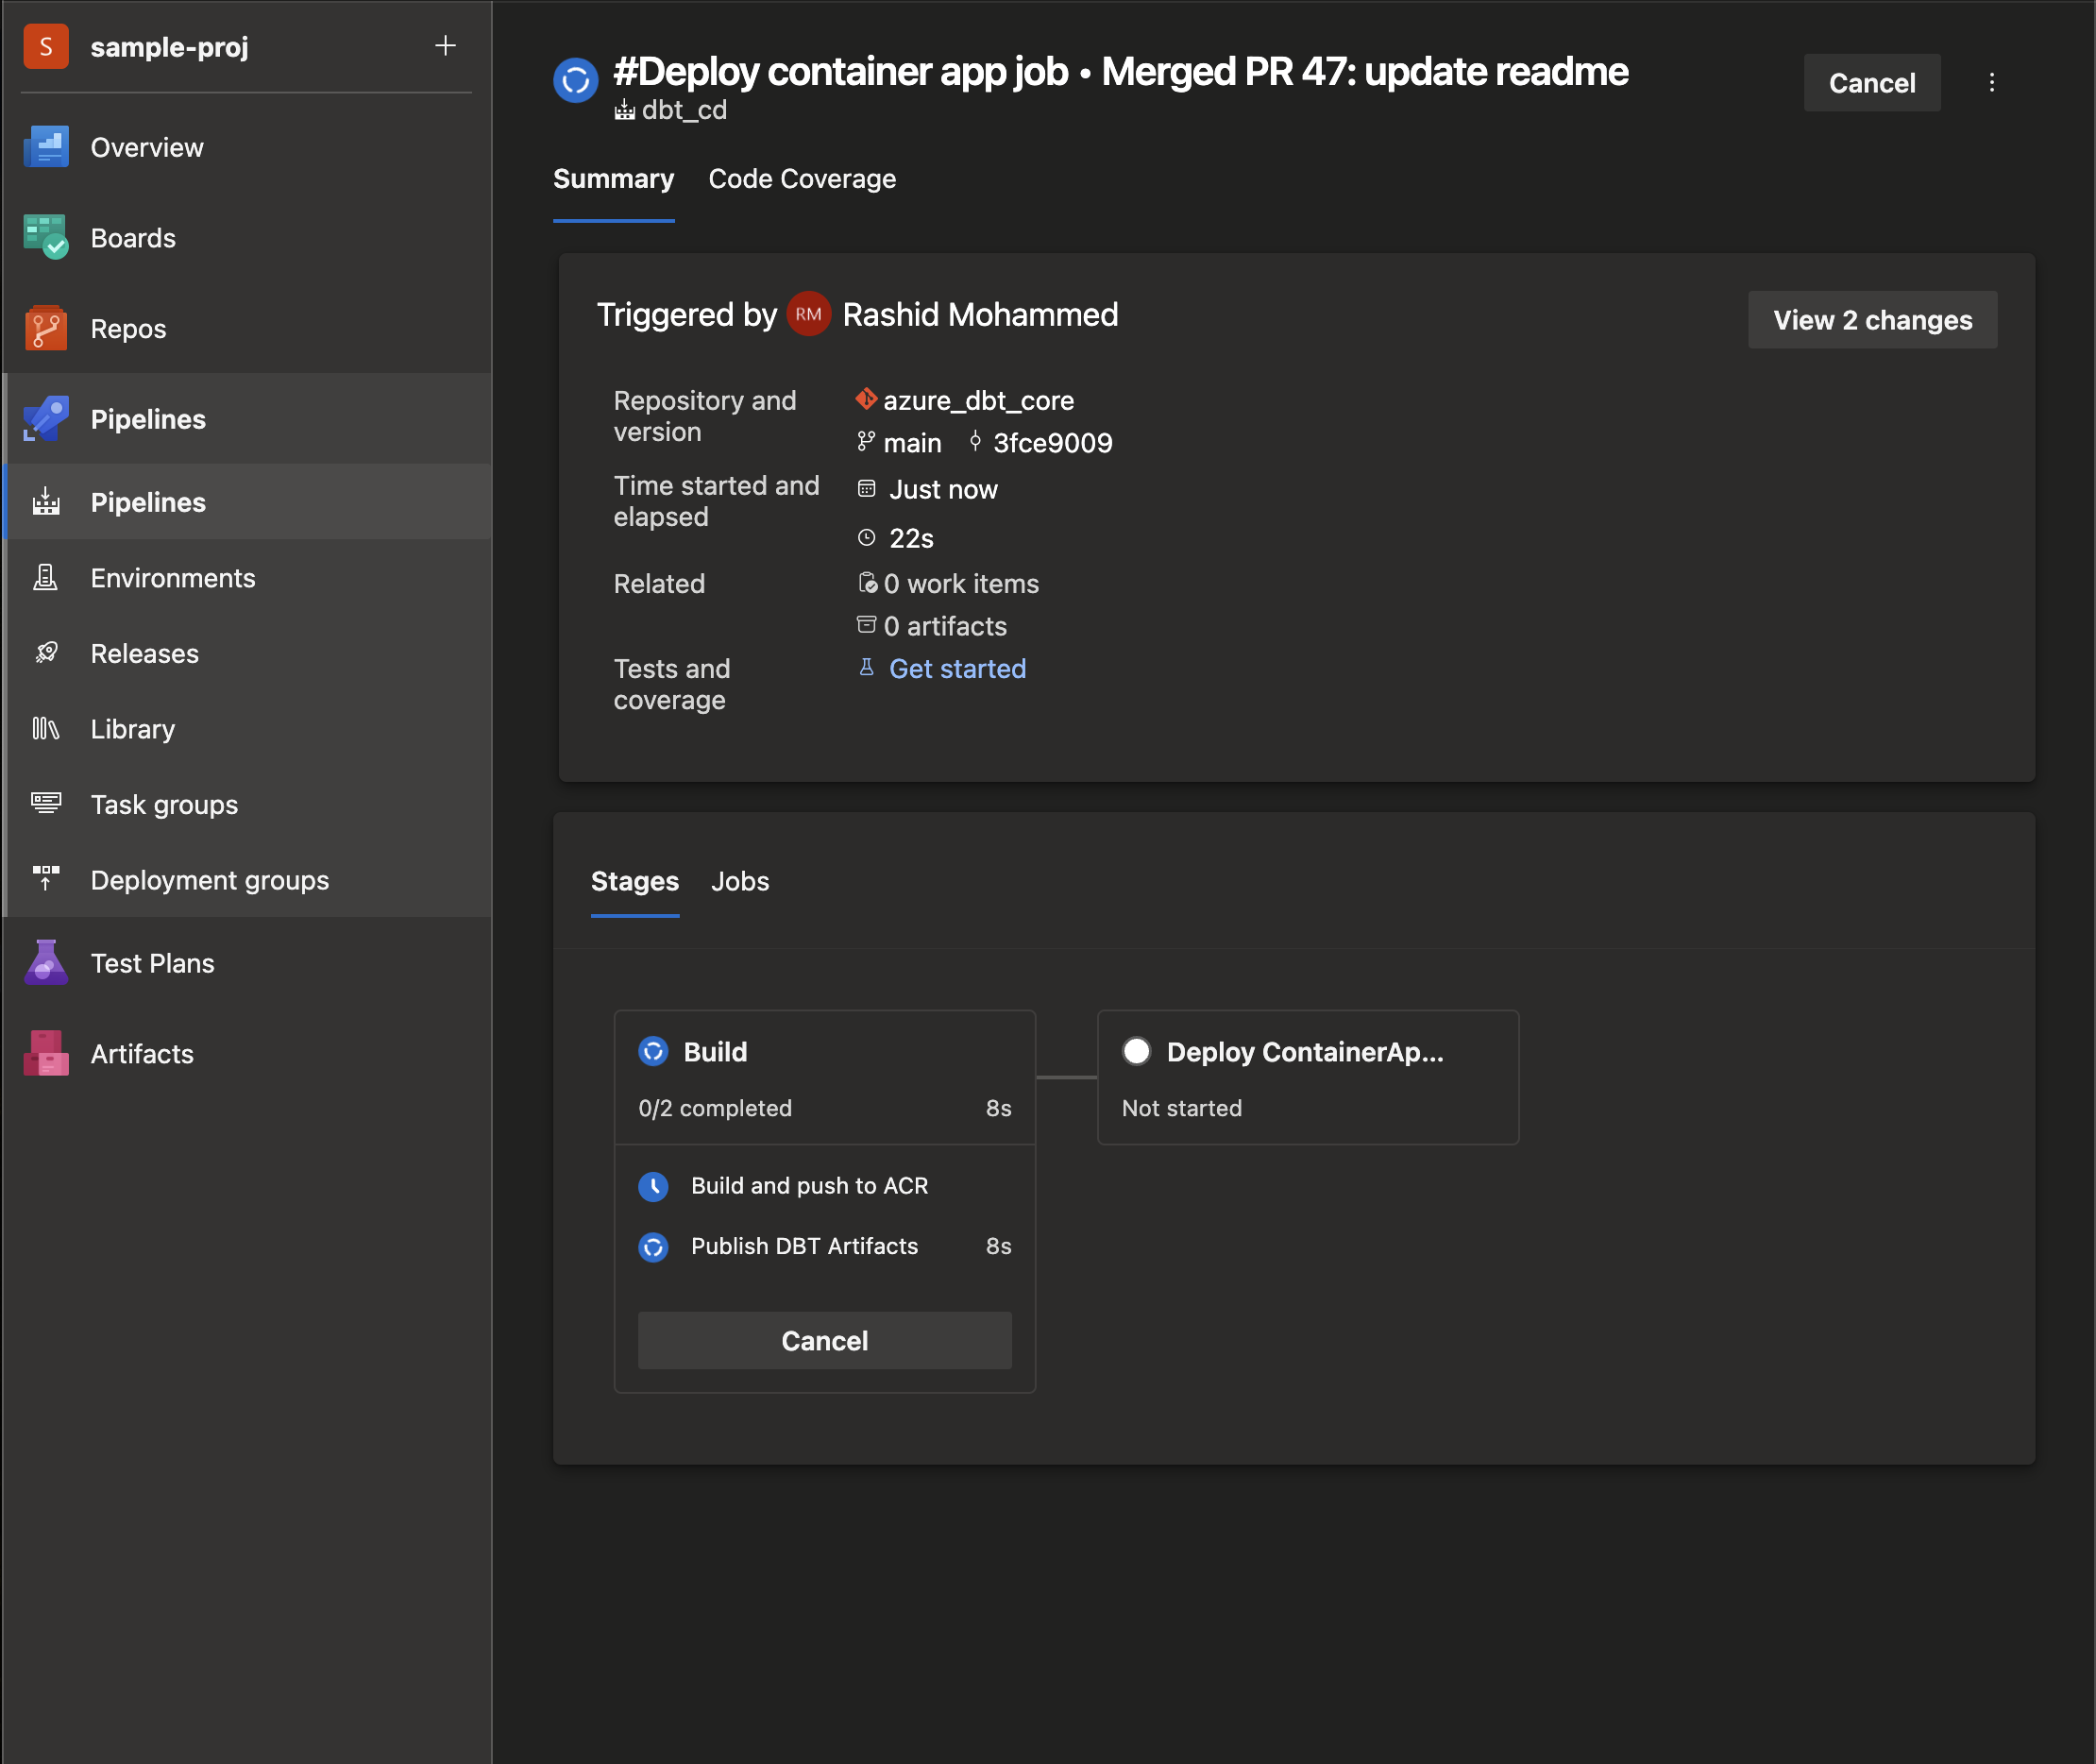 S sample-proj
Overview
Boards
Repos
Pipelines
Pipelines
Environments
Releases
Library
Task groups
Deployment groups
Test Plans
Artifacts
#Deploy container app job • Merged PR 47: update readme
dbt_cd
Cancel
Summary Code Coverage
Triggered by RM Rashid Mohammed
View 2 changes
Repository and
version
azure_dbt_core
main 3fce9009
Time started and
elapsed
Just now
22s
Related
0 work items
0 artifacts
Tests and
coverage
Get started
Stages Jobs
Build
0/2 completed 8s
Build and push to ACR
Publish DBT Artifacts 8s
Cancel
Deploy ContainerAp...
Not started